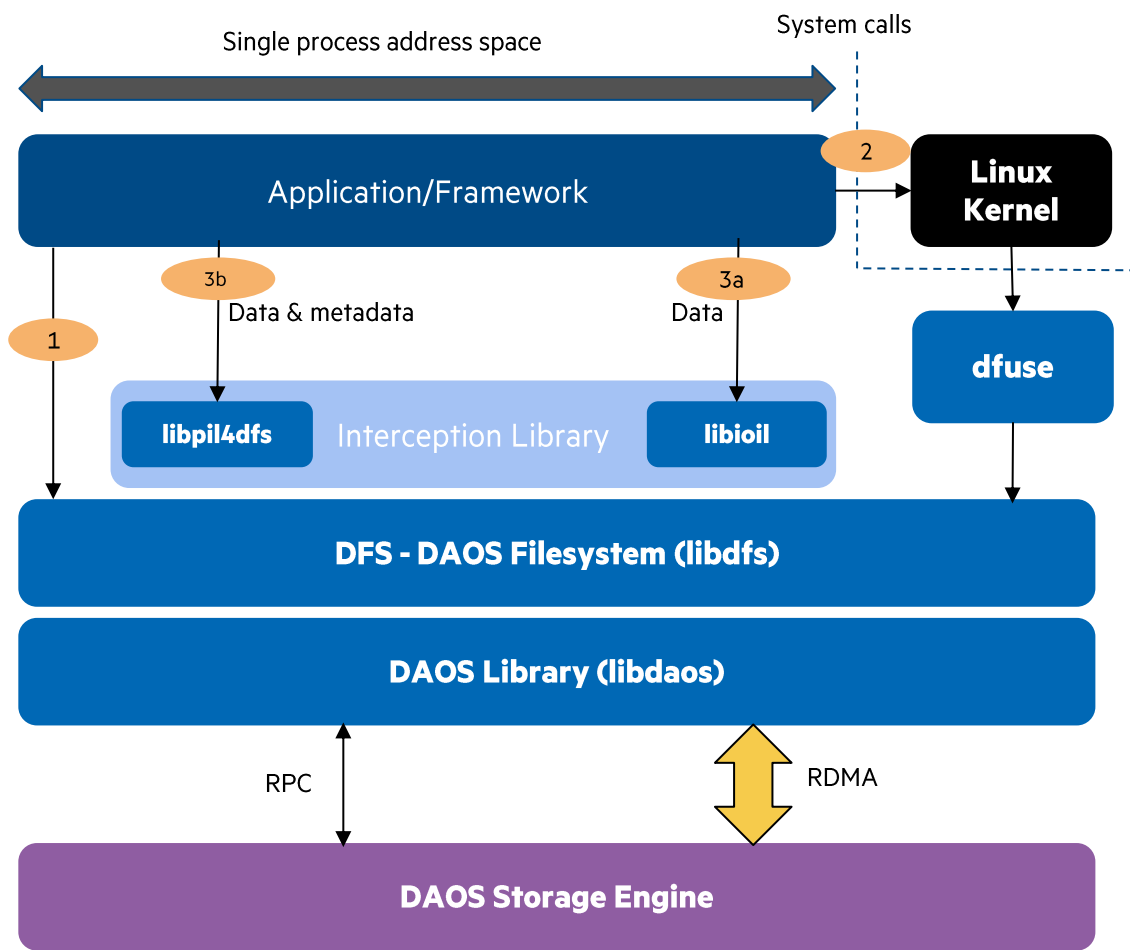 System calls
Single process address space
2
Application/Framework
Linux
Kernel
3b
3a
Data & metadata
Data
1
dfuse
libpil4dfs
Interception Library
libioil
DFS - DAOS Filesystem (libdfs)
DAOS Library (libdaos)
RPC
RDMA
DAOS Storage Engine